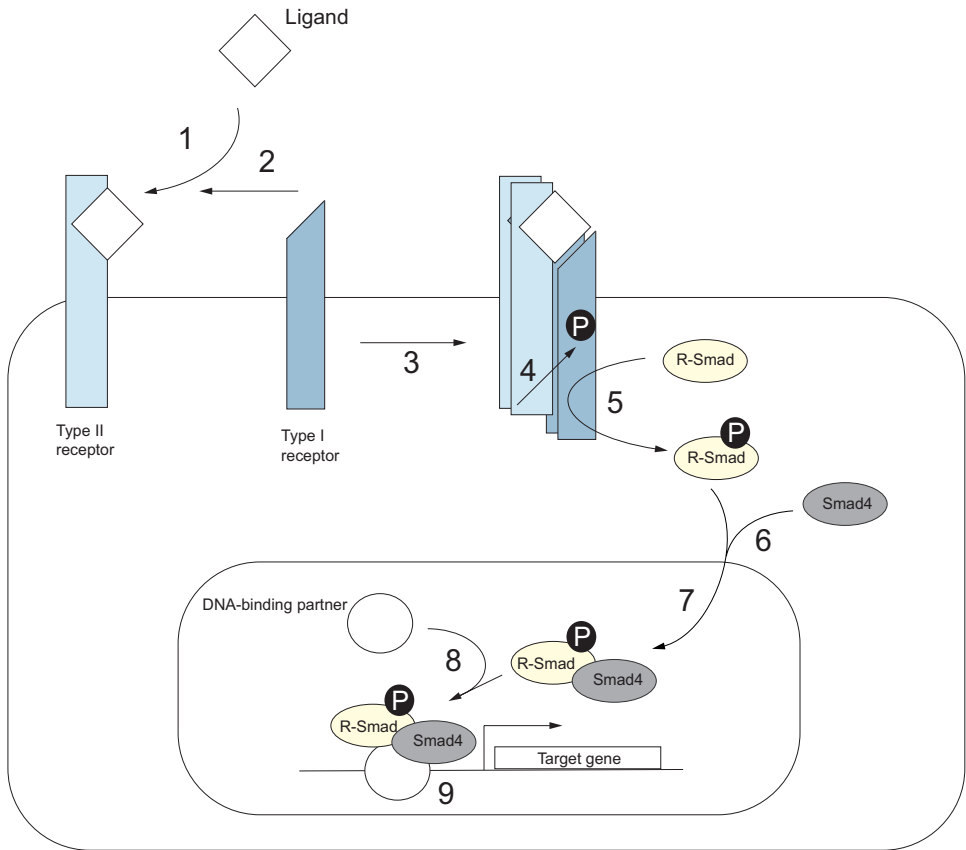 Ligand
1
2
Type II
receptor
Type I
receptor
3
4
P
5
R-Smad
P
R-Smad
Smad4
6
7
DNA-binding partner
8
P
R-Smad
Smad4
P
R-Smad
Smad4
Target gene
9